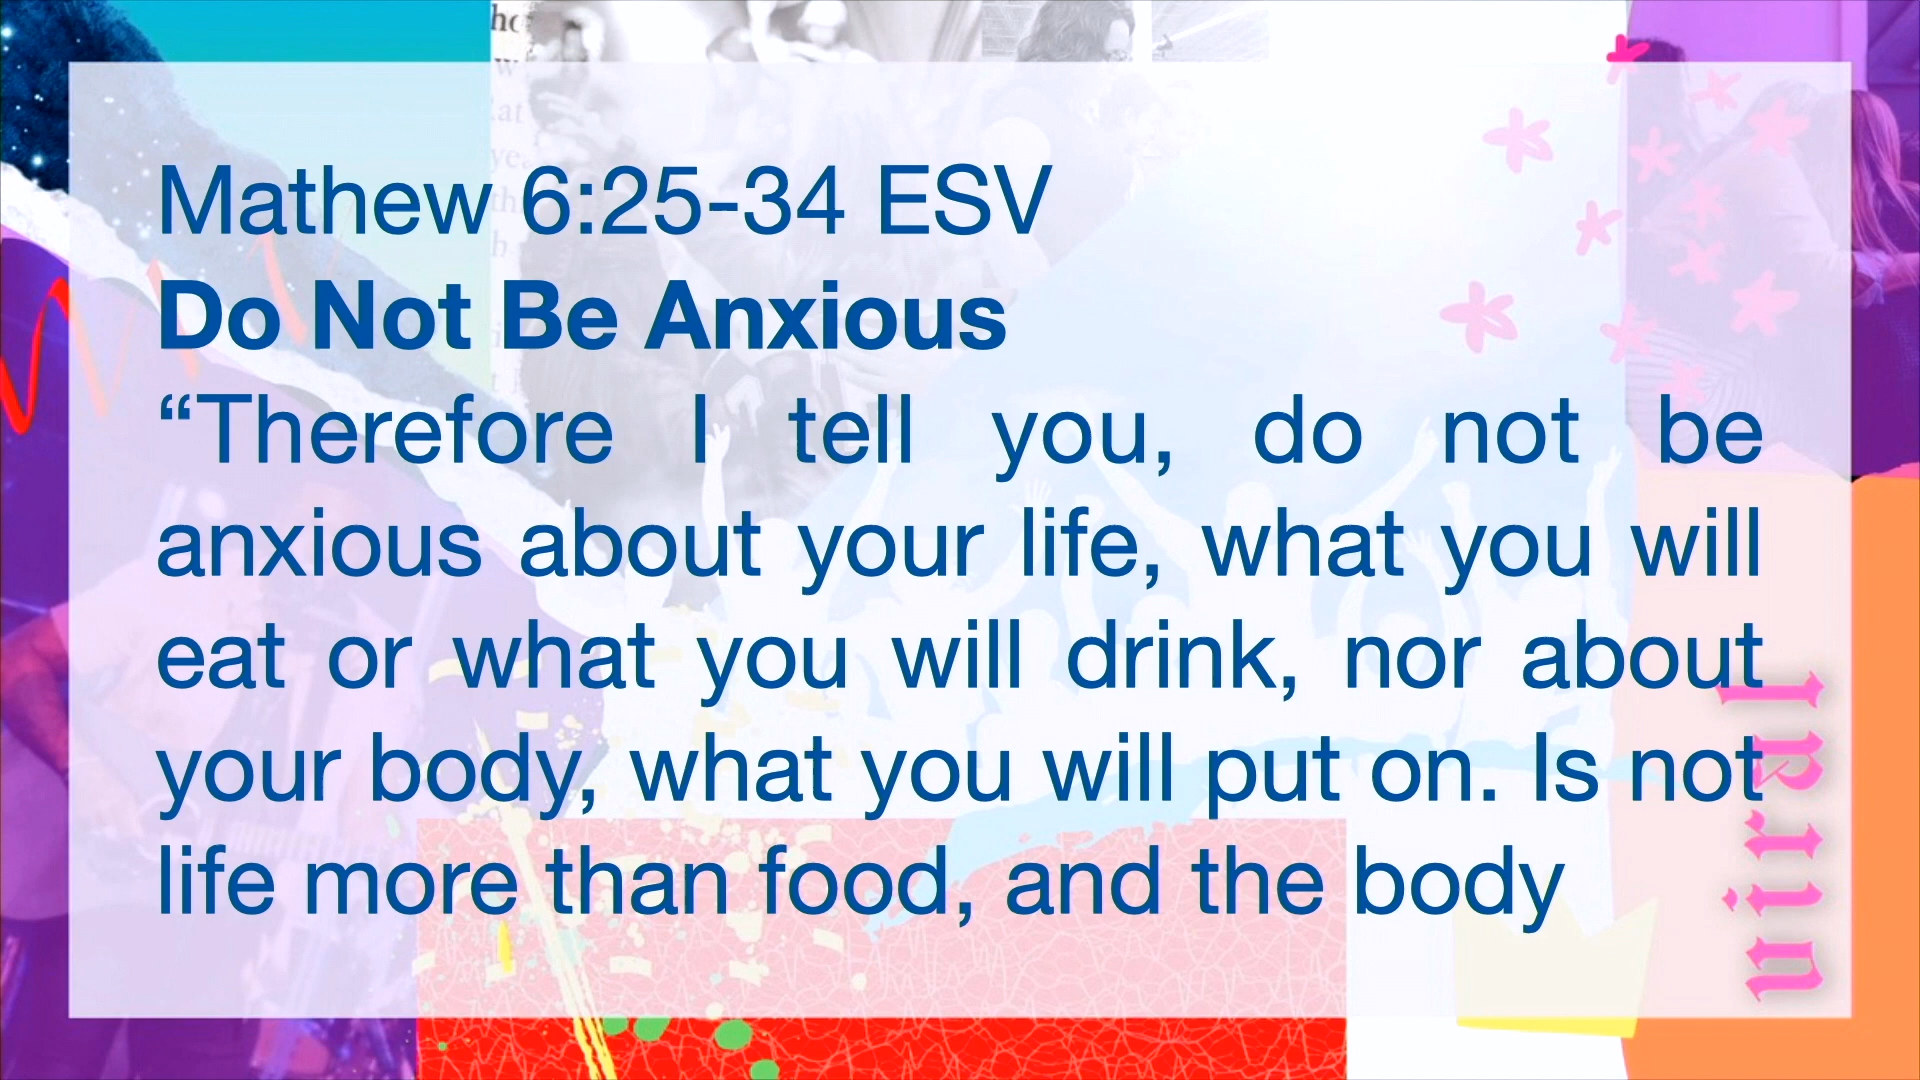 Mathew 6:25-34 ESV
Do Not Be Anxious
“Therefore I tell you, do not be
anxious about your life, what you will
eat or what you will drink, nor about
your body, what you will put on. Is not
life more than food, and the body
viral